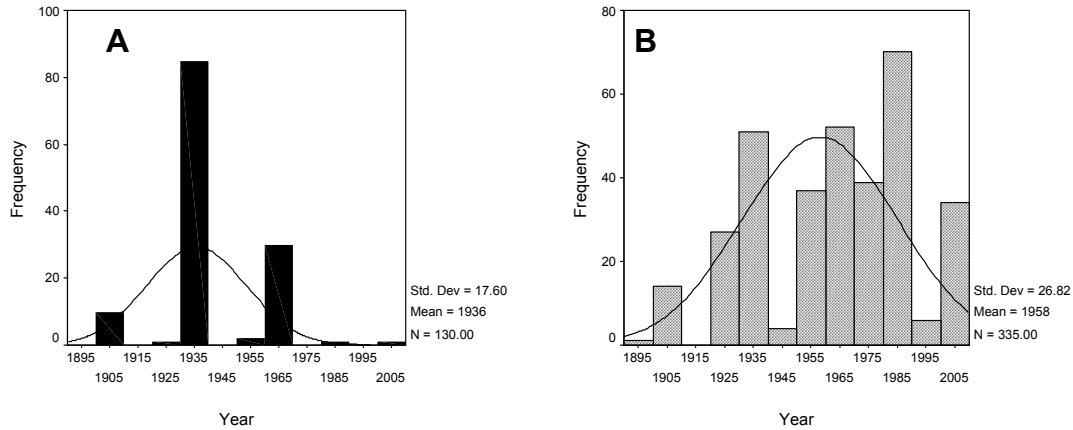 A
100
80
60
40
20
0
Frequency
1895 1915 1935 1955 1975 1995
1905 1925 1945 1965 1985 2005
Year
Std. Dev = 17.60
Mean = 1936
N = 130.00
B
80
60
40
20
0
Frequency
1895 1915 1935 1955 1975 1995
1905 1925 1945 1965 1985 2005
Year
Std. Dev = 26.82
Mean = 1958
N = 335.00